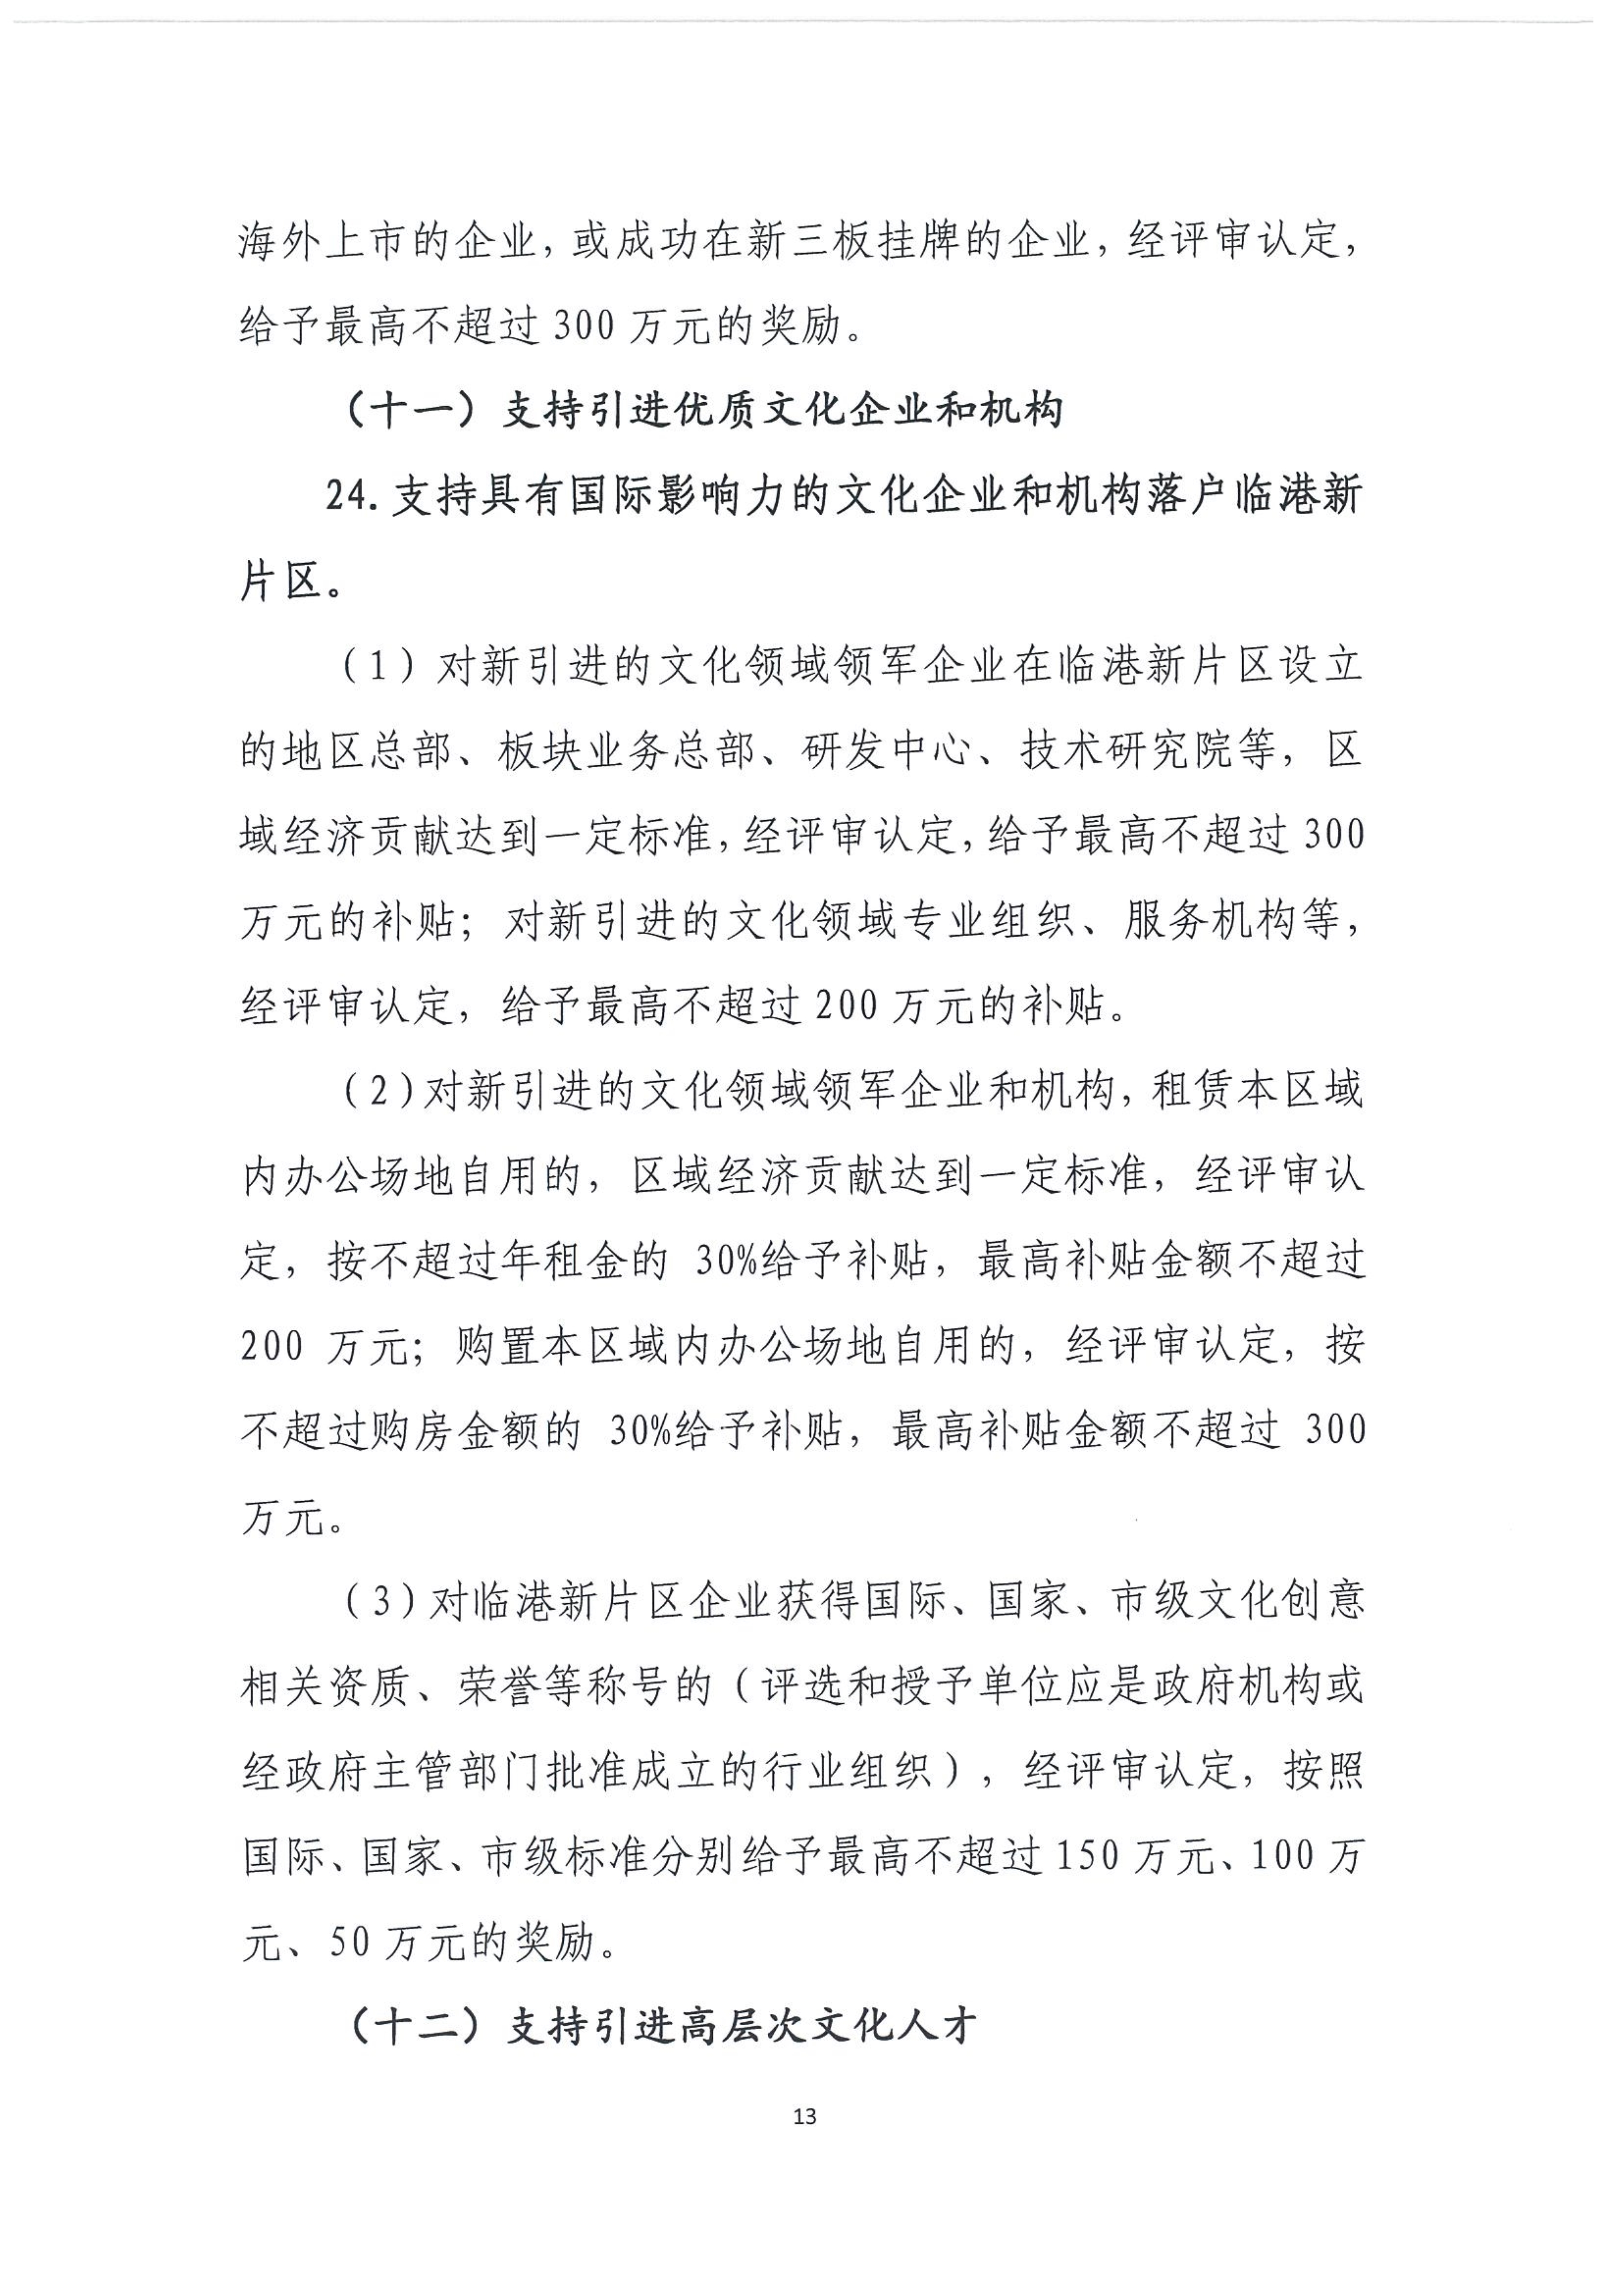 海外上市的企业，或成功在新三板挂牌的企业，经评审认定，
给予最高不超过 300 万元的奖励。
（十一）支持引进优质文化企业和机构
24. 支持具有国际影响力的文化企业和机构落户临港新
片区。
（1）对新引进的文化领域领军企业在临港新片区设立
的地区总部、板块业务总部、研发中心、技术研究院等，区
域经济贡献达到一定标准，经评审认定，给予最高不超过 300
万元的补贴；对新引进的文化领域专业组织、服务机构等，
经评审认定，给予最高不超过 200 万元的补贴。
（2）对新引进的文化领域领军企业和机构，租赁本区域
内办公场地自用的，区域经济贡献达到一定标准，经评审认
定，按不超过年租金的 30%给予补贴，最高补贴金额不超过
200 万元；购置本区域内办公场地自用的，经评审认定，按
不超过购房金额的 30%给予补贴，最高补贴金额不超过 300
万元。
（3）对临港新片区企业获得国际、国家、市级文化创意
相关资质、荣誉等称号的（评选和授予单位应是政府机构或
经政府主管部门批准成立的行业组织），经评审认定，按照
国际、国家、市级标准分别给予最高不超过 150 万元、100 万
元、50 万元的奖励。
（十二）支持引进高层次文化人才
13